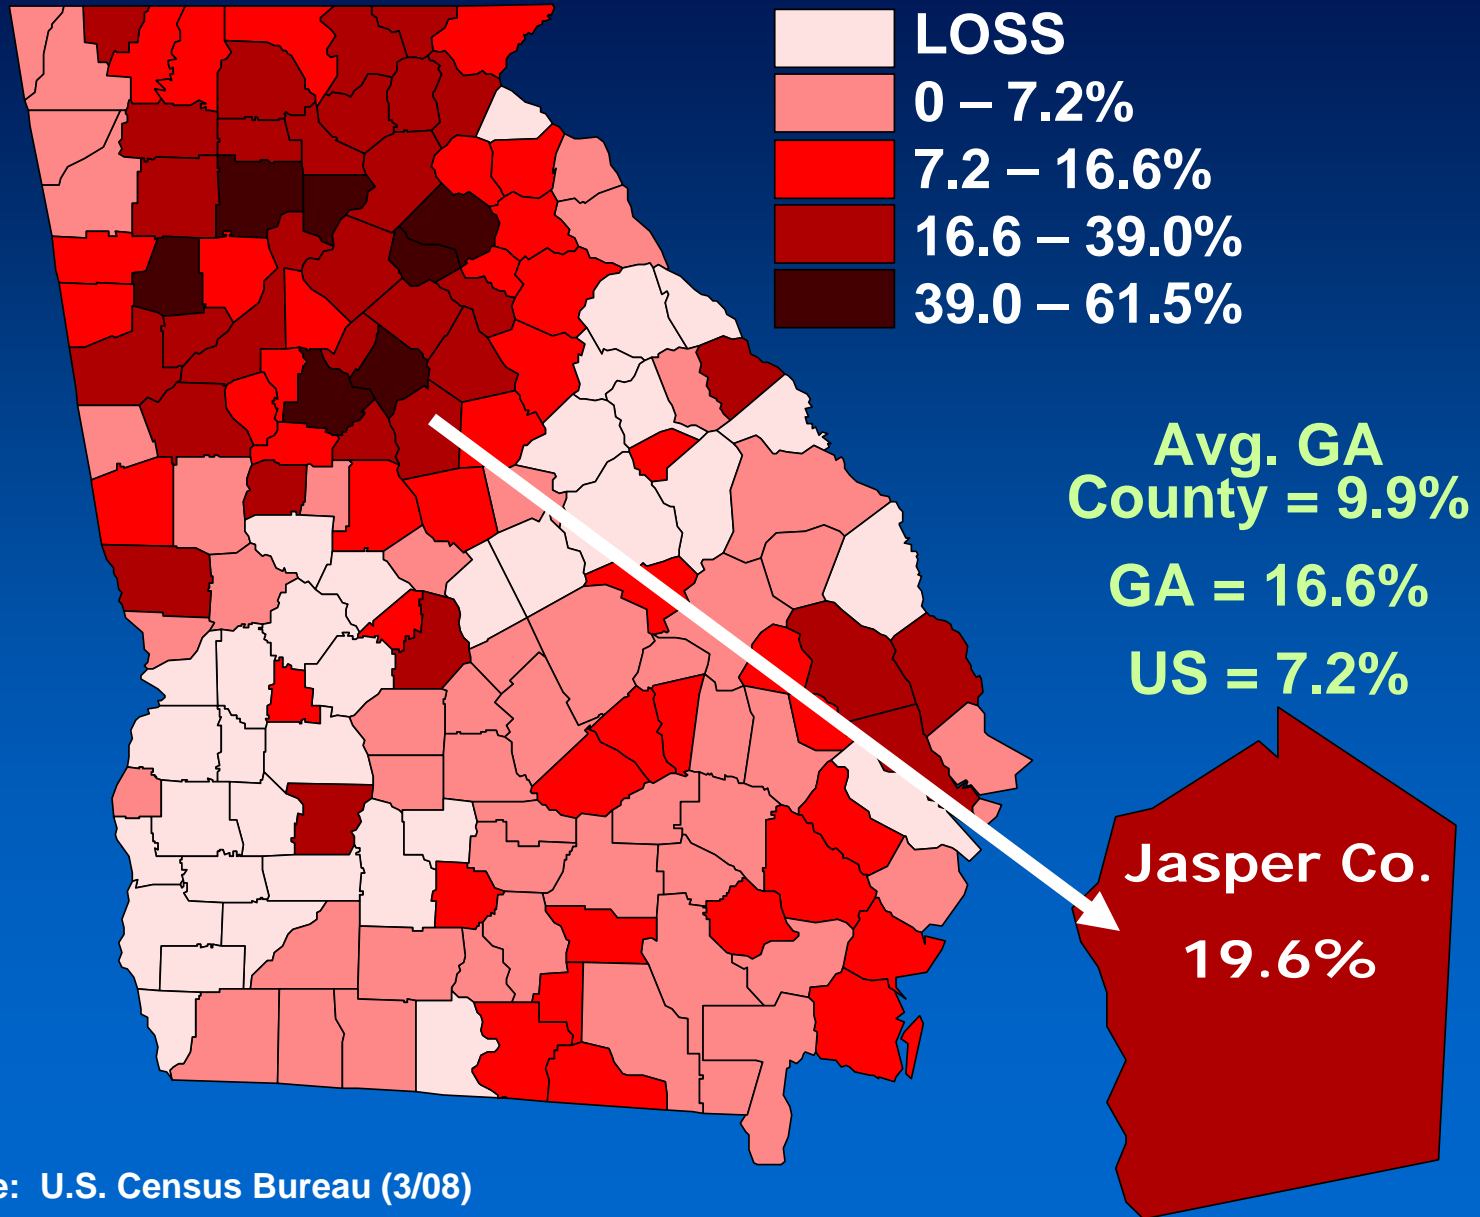 LOSS
0 – 7.2%
7.2 – 16.6%
16.6 – 39.0%
39.0 – 61.5%
Avg. GA
County = 9.9%
GA = 16.6%
US = 7.2%
Jasper Co.
19.6%
e: U.S. Census Bureau (3/08)